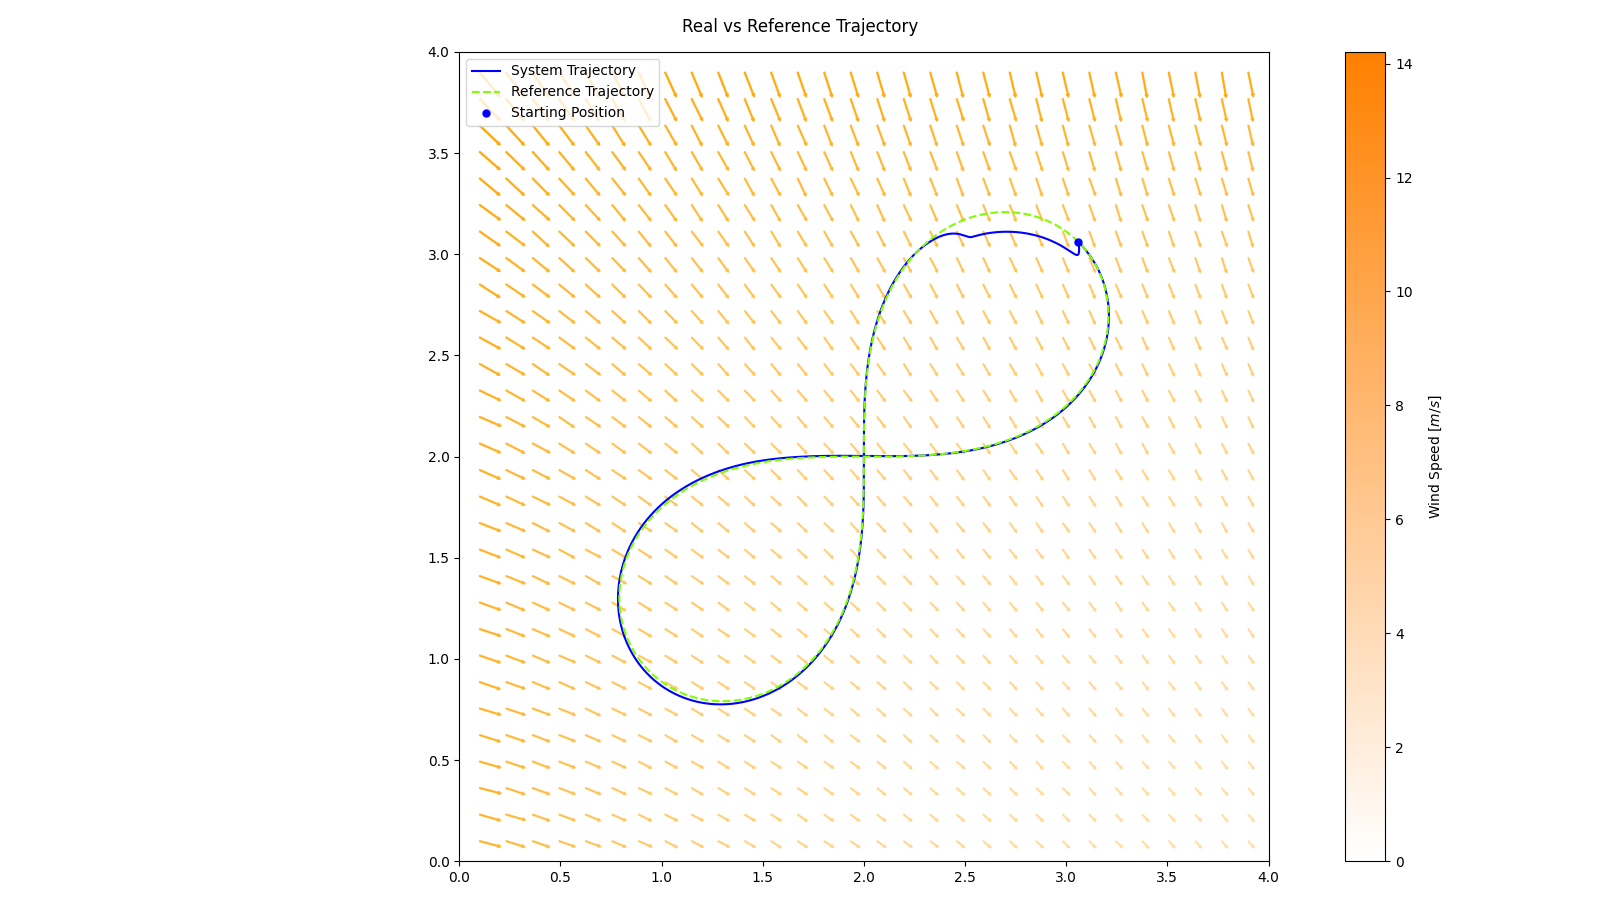 Real vs Reference Trajectory
System Trajectory
Reference Trajectory
Starting Position
4.0
3.5
3.0
2.5
2.0
1.5
1.0
0.5
0.0
0.0 0.5 1.0 1.5 2.0 2.5 3.0 3.5 4.0
14
12
10
8
6
4
2
0
Wind Speed [m/s]